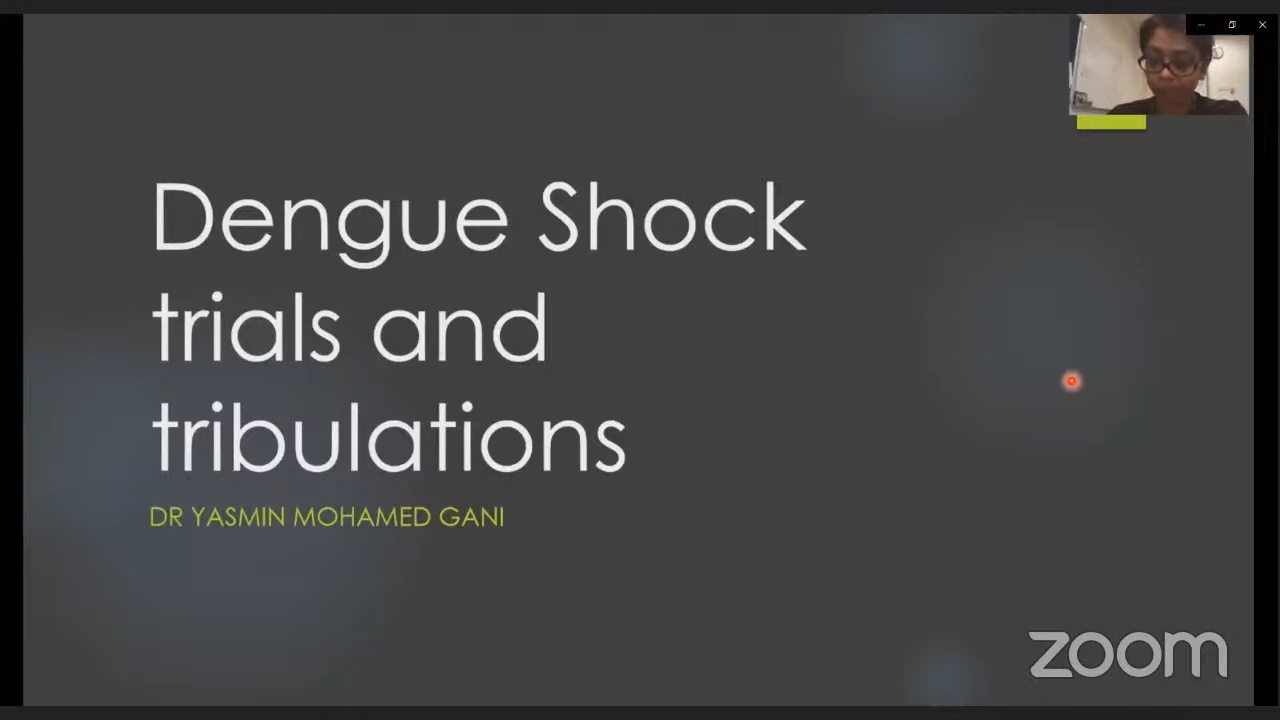 Dengue Shock
trials and
tribulations
DR YASMIN MOHAMED GANI
zoom